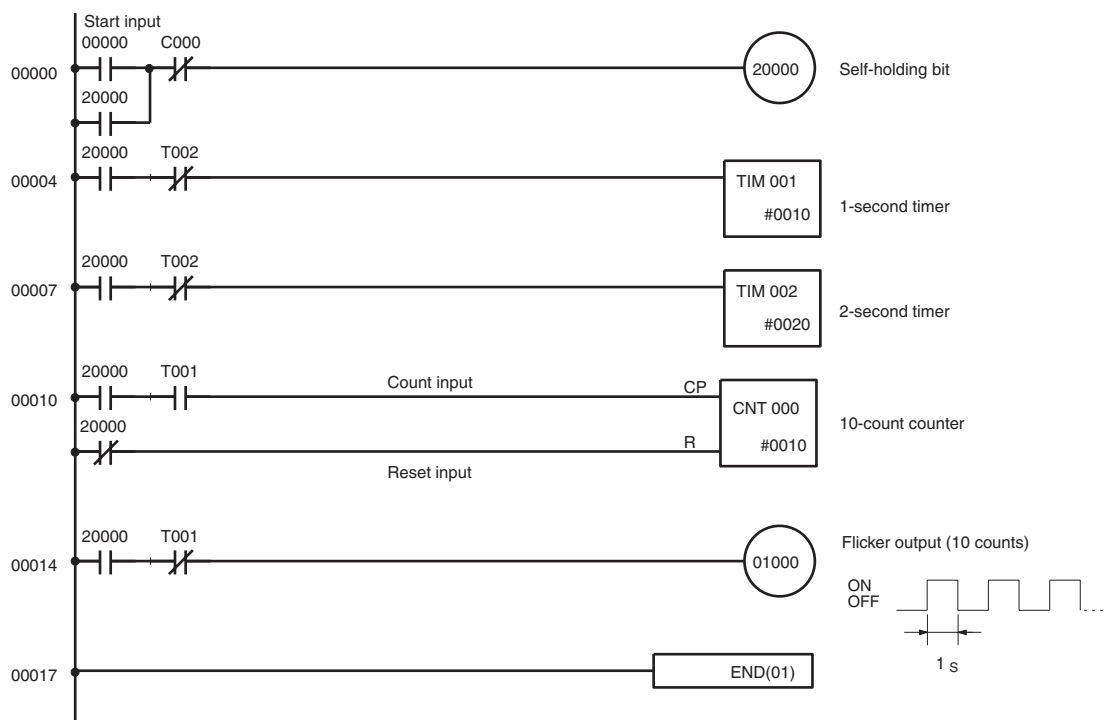 Start input
00000 C000
00000 20000 Self-holding bit
20000
20000 T002
00004 TIM 001
#0010 1-second timer
20000 T002
00007 TIM 002
#0020 2-second timer
20000 T001
00010 Count input CP
CNT 000 10-count counter
20000
R #0010
Reset input
20000 T001
Flicker output (10 counts)
00014 01000
ON
OFF
1 S
00017 END(01)